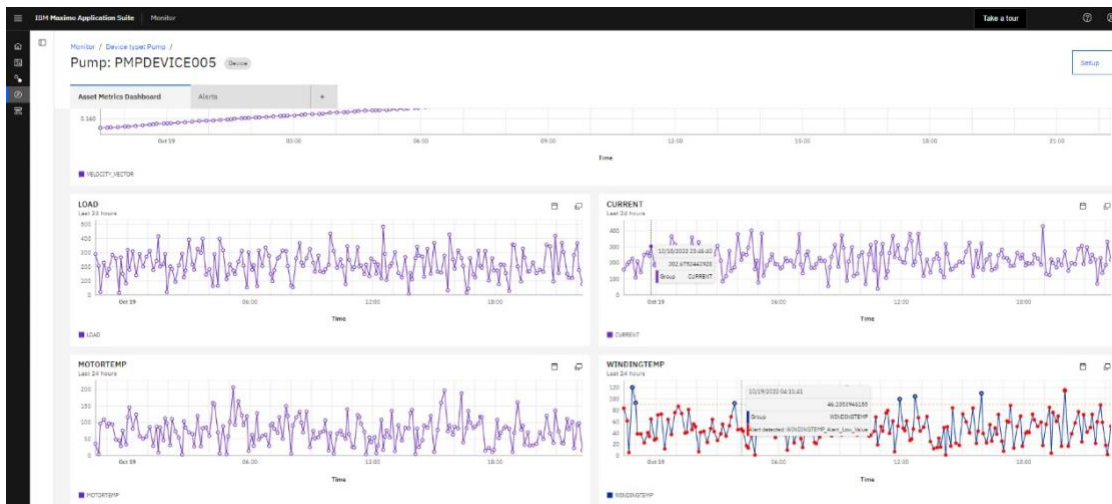 IBM Maximo Application Suite Monitor Take a tour
Monitor / Device type: Pump /
Pump: PMPDEVICE005 Device
Setup
Asset Metrics Dashboard Alerts +
0.160
Oct 19 03:00 06:00 09:00 12:00 15:00 18:00 21:00
Time
VELOCITY_VECTOR
LOAD
Last 24 hours
500
400
300
200
100
0
Oct 19 06:00 12:00 18:00
Time
LOAD
CURRENT
Last 24 hours
400
300
200
100
0
Group CURRENT
Oct 19 06:00 12:00 18:00
Time
CURRENT
MOTORTEMP
Last 24 hours
200
150
100
50
0
Oct 19 06:00 12:00 18:00
Time
MOTORTEMP
WINDINGTEMP
Last 24 hours
120
100
80
60
40
20
0
Group WINDINGTEMP
Alert detected: WINDINGTEMP_Alert_Low_Value
Oct 19 06:00 12:00 18:00
Time
WINDINGTEMP